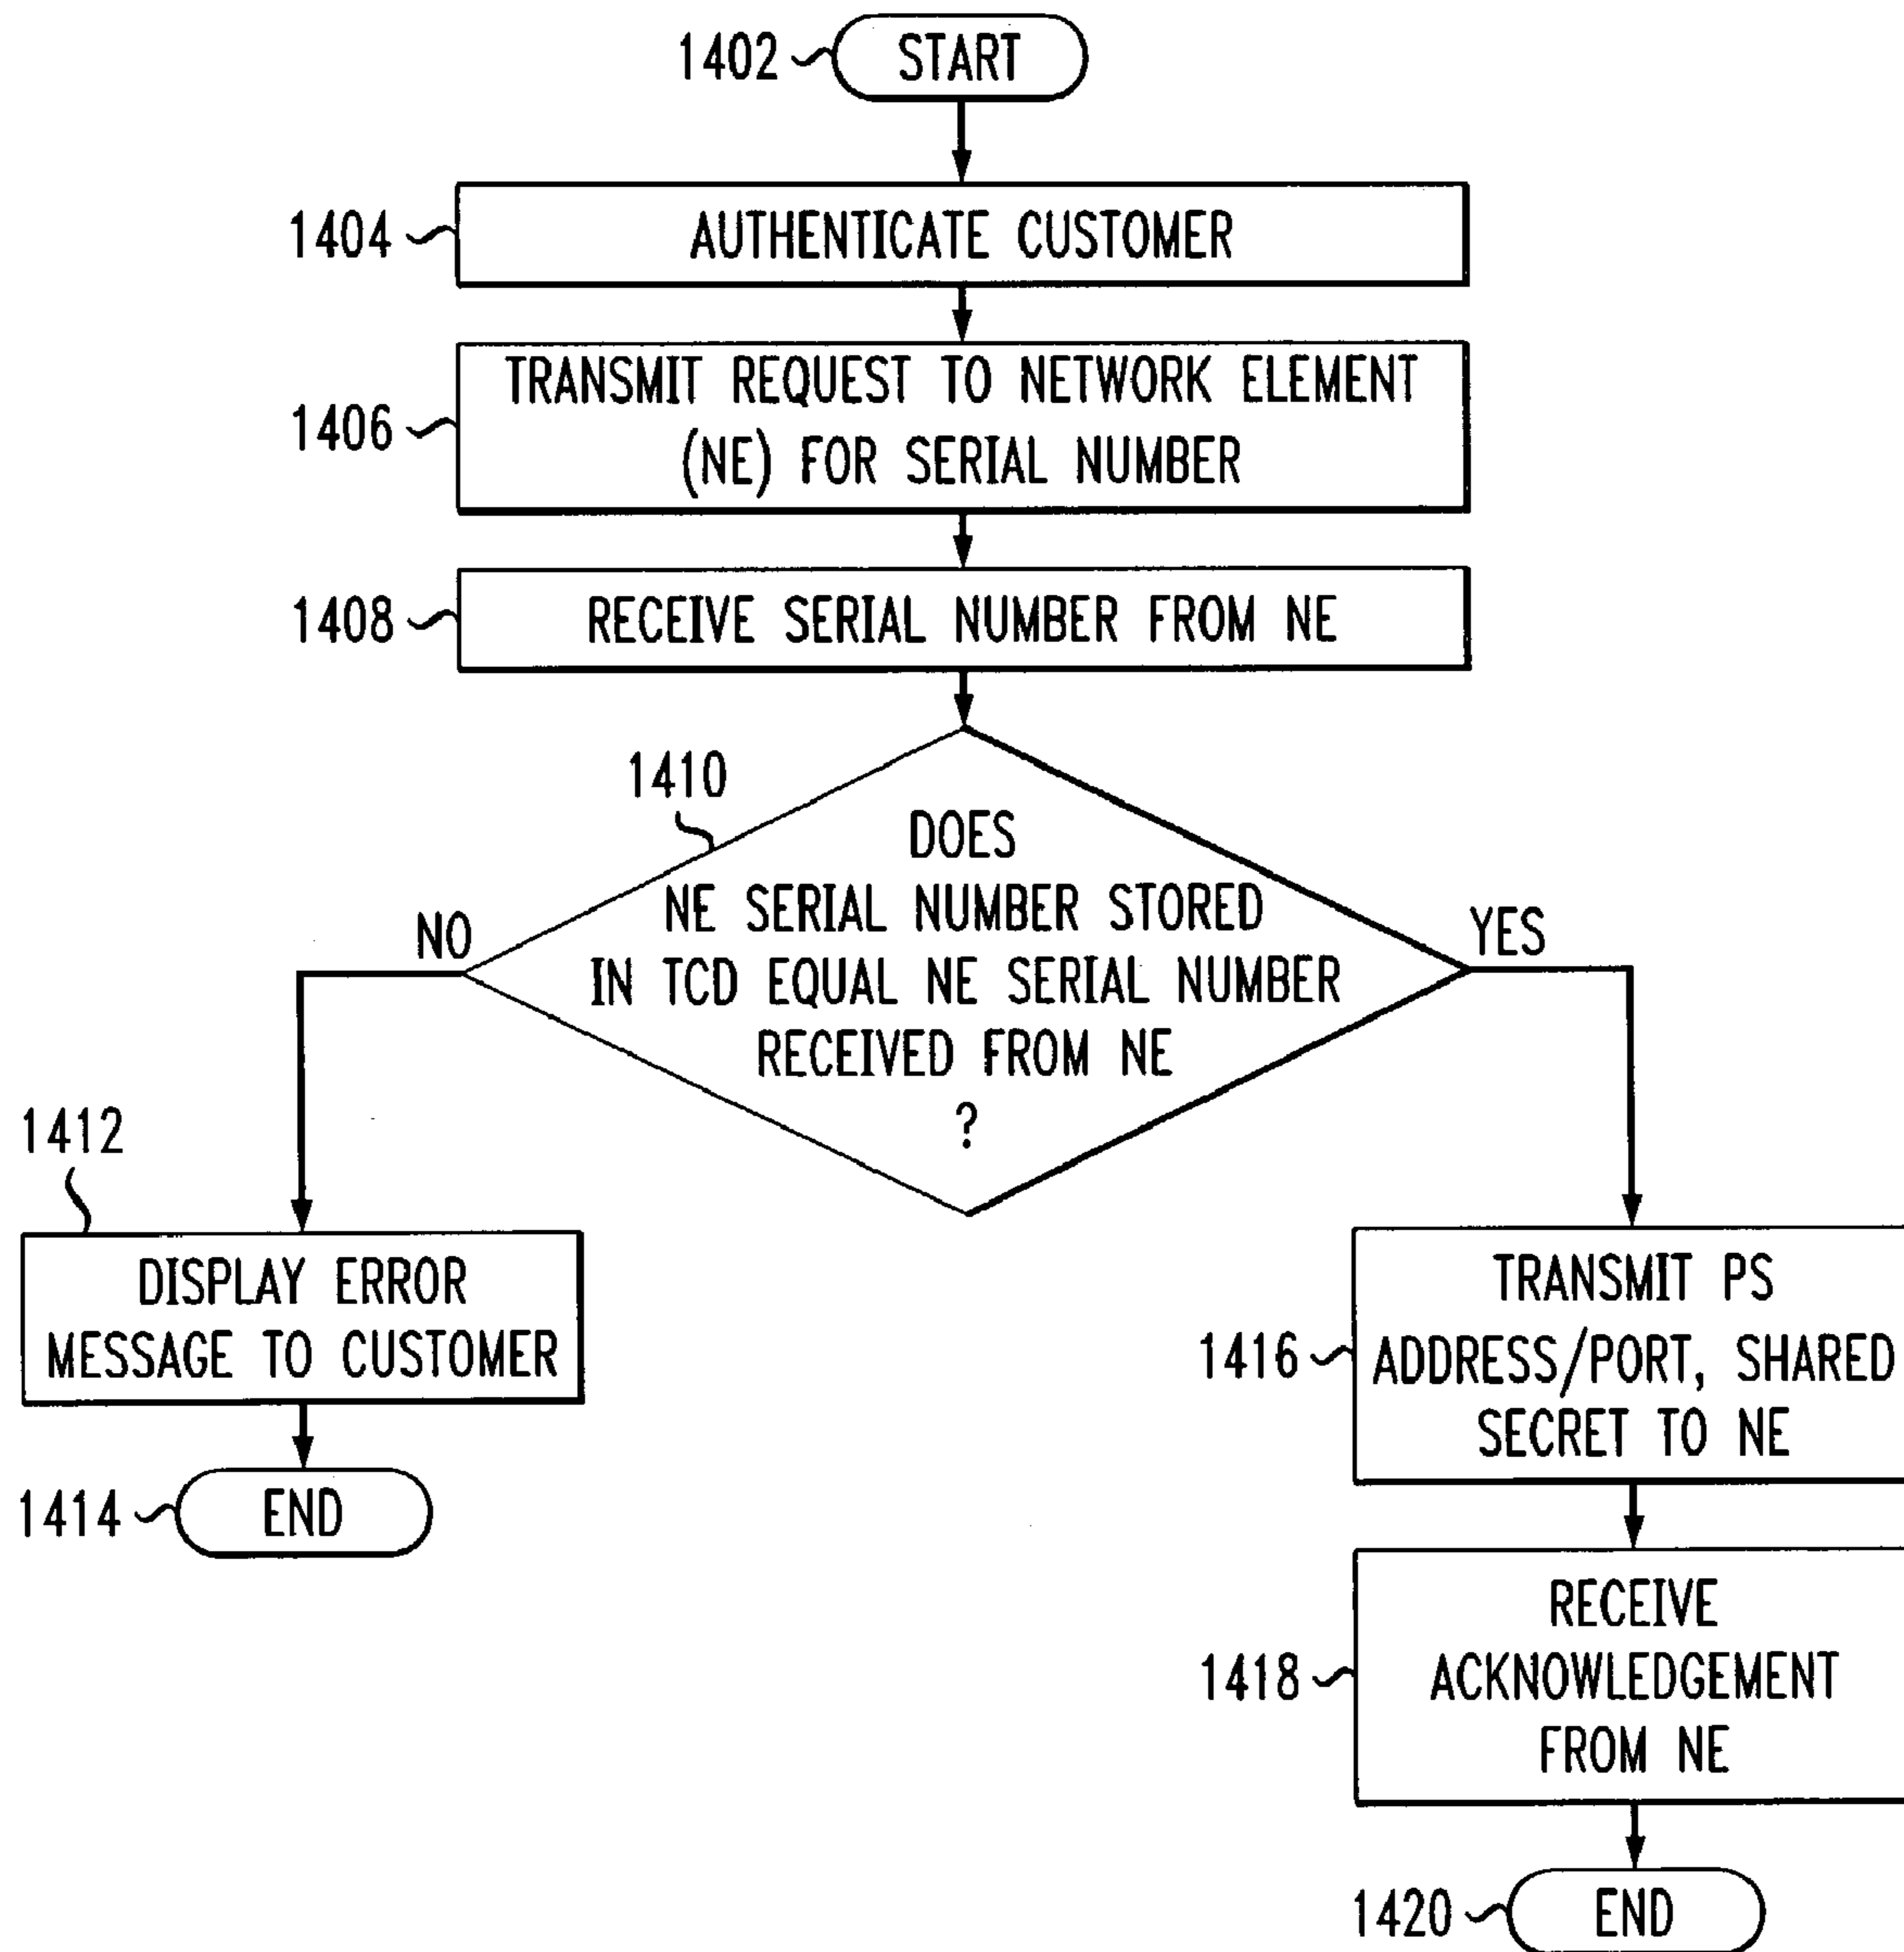 1402
START
1404
AUTHENTICATE CUSTOMER
1406
TRANSMIT REQUEST TO NETWORK ELEMENT
(NE) FOR SERIAL NUMBER
1408
RECEIVE SERIAL NUMBER FROM NE
1410
DOES
NE SERIAL NUMBER STORED
IN TCD EQUAL NE SERIAL NUMBER
RECEIVED FROM NE
?
NO
YES
1412
DISPLAY ERROR
MESSAGE TO CUSTOMER
1414
END
1416
TRANSMIT PS
ADDRESS/PORT, SHARED
SECRET TO NE
1418
RECEIVE
ACKNOWLEDGEMENT
FROM NE
1420
END